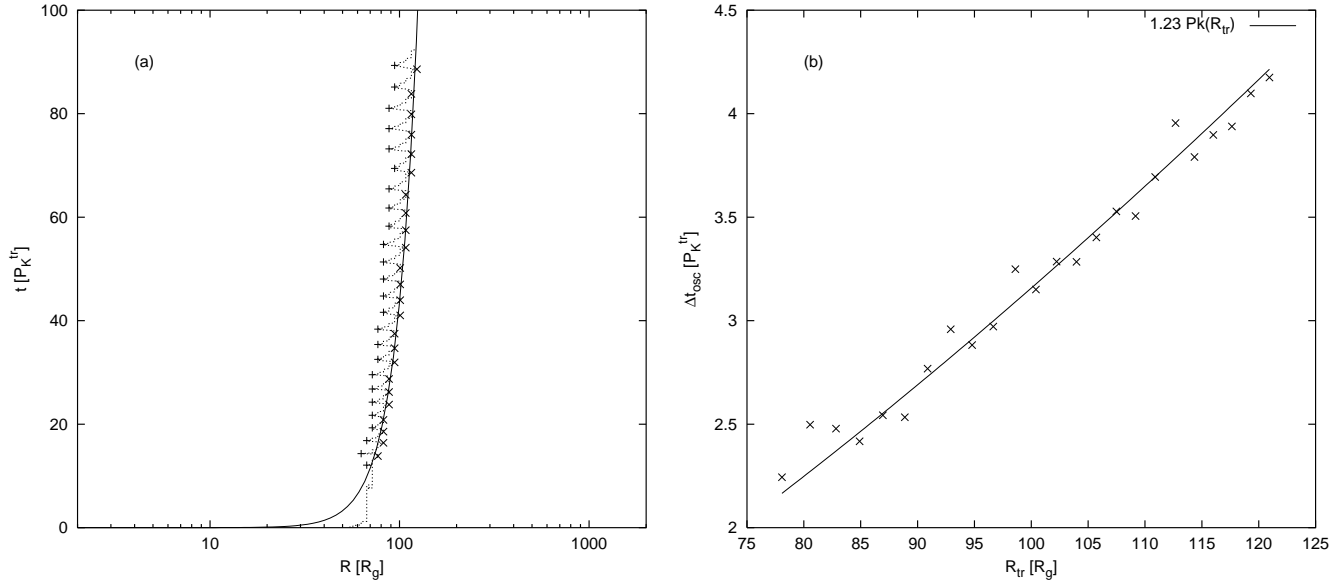 (a)
100
80
60
40
20
0
t [P_K^tr]
10
100
1000
R [R_g]
(b)
1.23 Pk(R_tr)
4.5
4
3.5
3
2.5
2
Δt_osc [P_K^tr]
75 80 85 90 95 100 105 110 115 120 125
R_tr [R_g]